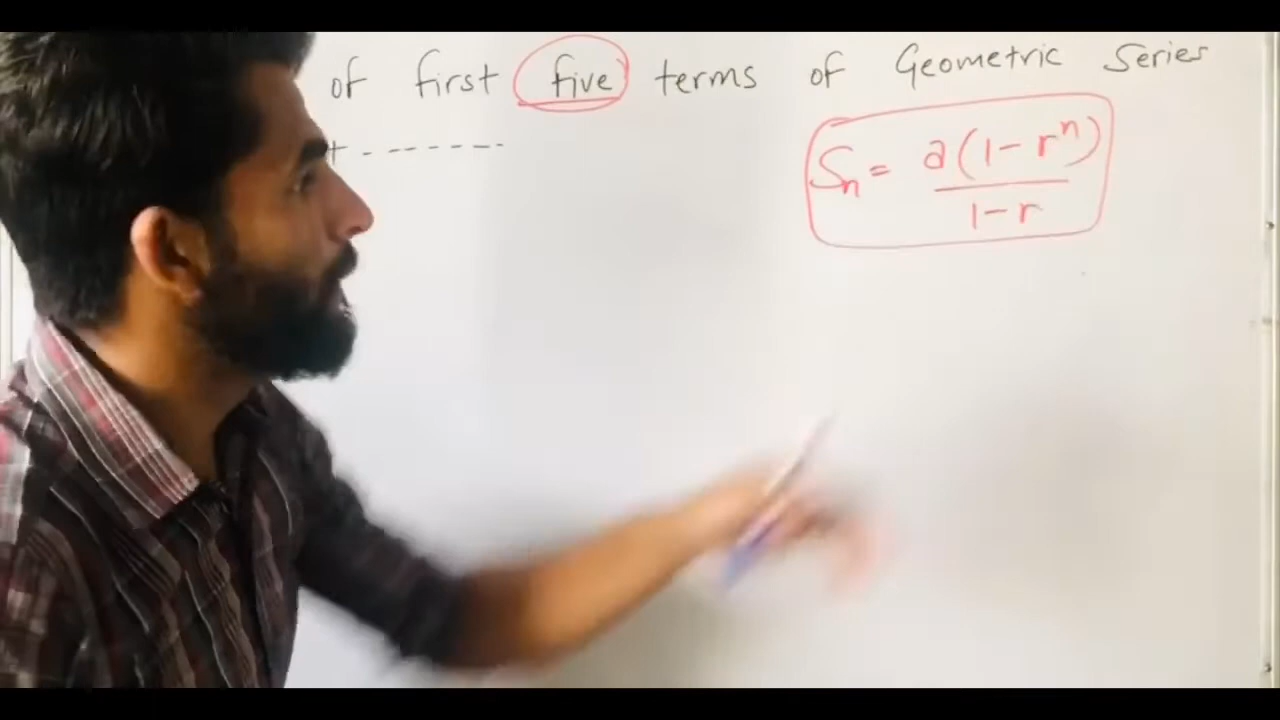 of first five terms of Geometric Series
+ -------
Sn = a(1-rⁿ)
1-r